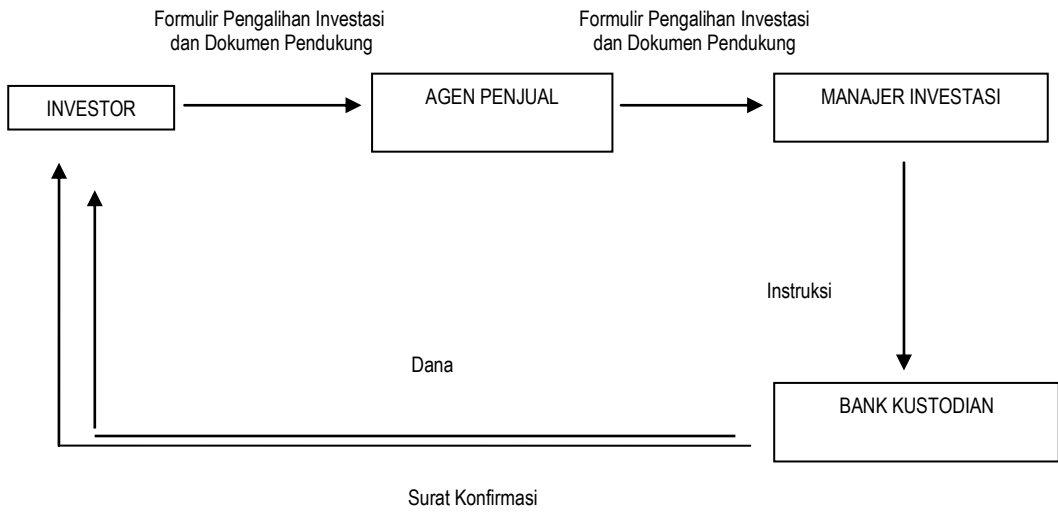 Formulir Pengalihan Investasi
dan Dokumen Pendukung
Formulir Pengalihan Investasi
dan Dokumen Pendukung
INVESTOR
AGEN PENJUAL
MANAJER INVESTASI
Instruksi
Dana
BANK KUSTODIAN
Surat Konfirmasi